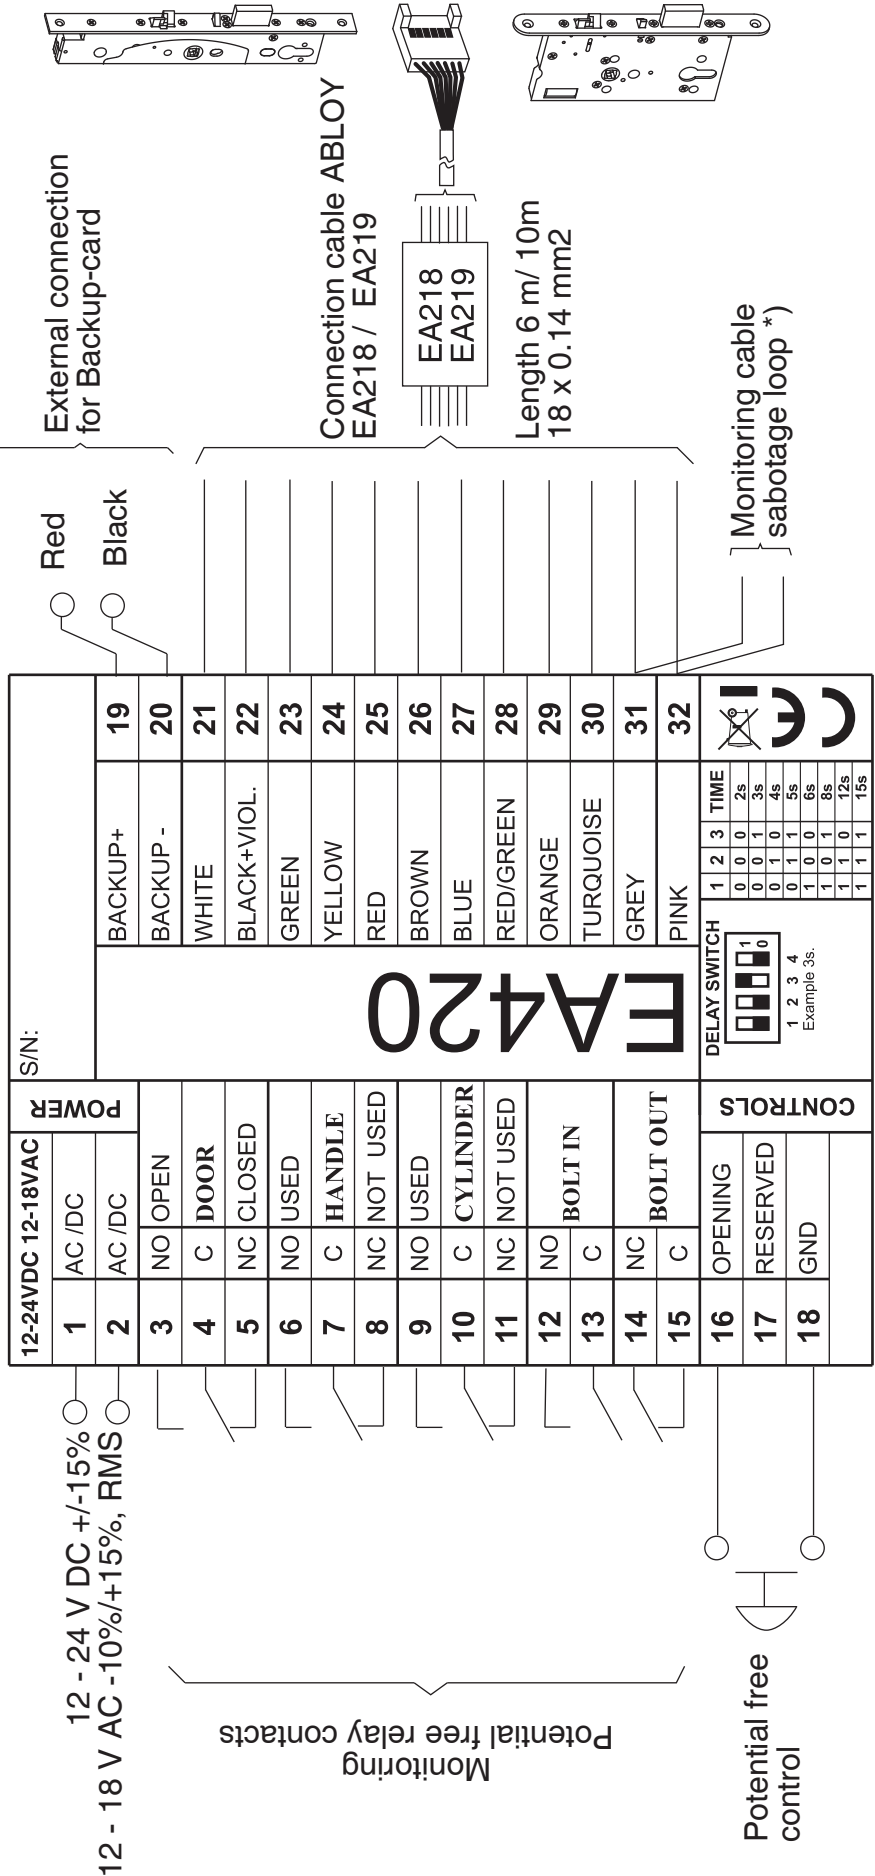 12 - 24 V DC +/-15%
12 - 18 V AC -10%/+15%, RMS
Monitoring
Potential free relay contacts
Potential free
control
12-24VDC 12-18VAC
POWER
S/N:
1 AC /DC
2 AC /DC
3 NO OPEN
4 C DOOR
5 NC CLOSED
6 NO USED
7 C HANDLE
8 NC NOT USED
9 NO USED
10 C CYLINDER
11 NC NOT USED
12 NO
BOLT IN
13 C
14 NC
BOLT OUT
15 C
16 OPENING
17 RESERVED
18 GND
CONTROLS
EA420
BACKUP+ 19
BACKUP - 20
WHITE 21
BLACK+VIOL. 22
GREEN 23
YELLOW 24
RED 25
BROWN 26
BLUE 27
RED/GREEN 28
ORANGE 29
TURQUOISE 30
GREY 31
PINK 32
DELAY SWITCH
1
0
1 2 3 4
Example 3s.
1 2 3 TIME
0 0 0 2s
0 0 1 3s
0 1 0 4s
0 1 1 5s
1 0 0 6s
1 0 1 8s
1 1 0 12s
1 1 1 15s
CE
Red
Black
External connection
for Backup-card
Connection cable ABLOY
EA218 / EA219
EA218
EA219
Length 6 m/ 10m
18 x 0.14 mm2
Monitoring cable
sabotage loop *)